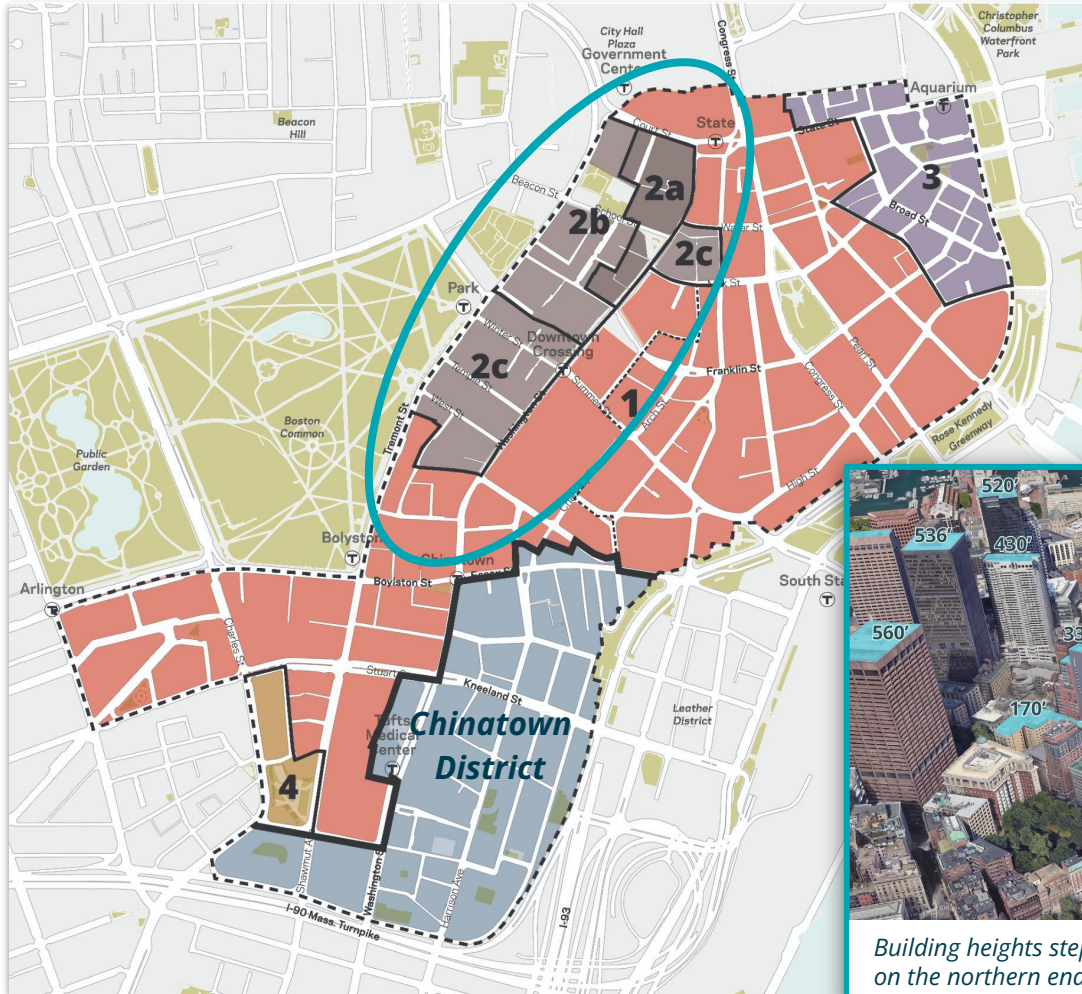 City Hall
Plaza
Government
Center
Congress St
Christopher
Columbus
Waterfront
Park
Aquarium
Beacon
Hill
Court St
State
State St
Beacon St
2a
3
2b
School St
Broad St
Water St
2c
Milk St
Park
Winter St
Downtown
Crossing
Pearl St
2c
Temple St
Franklin St
Congress St
Summer St
West St
1
Arch St
Washington St
Tremont St
Boston
Common
Public
Garden
Rose Kennedy
Greenway
High St
Bolyston
Chinatown
Essex St
Boylston St
South Sta
Arlington
Charles St
Stuart
Kneeland St
Leather
District
Tufts
Medical
Center
Chinatown
District
4
Shawmut A
Washington S
Harrison Ave
I-90 Mass. Turnpike
I-93
520'
536'
430'
560'
33
170'
Building heights step
on the northern end